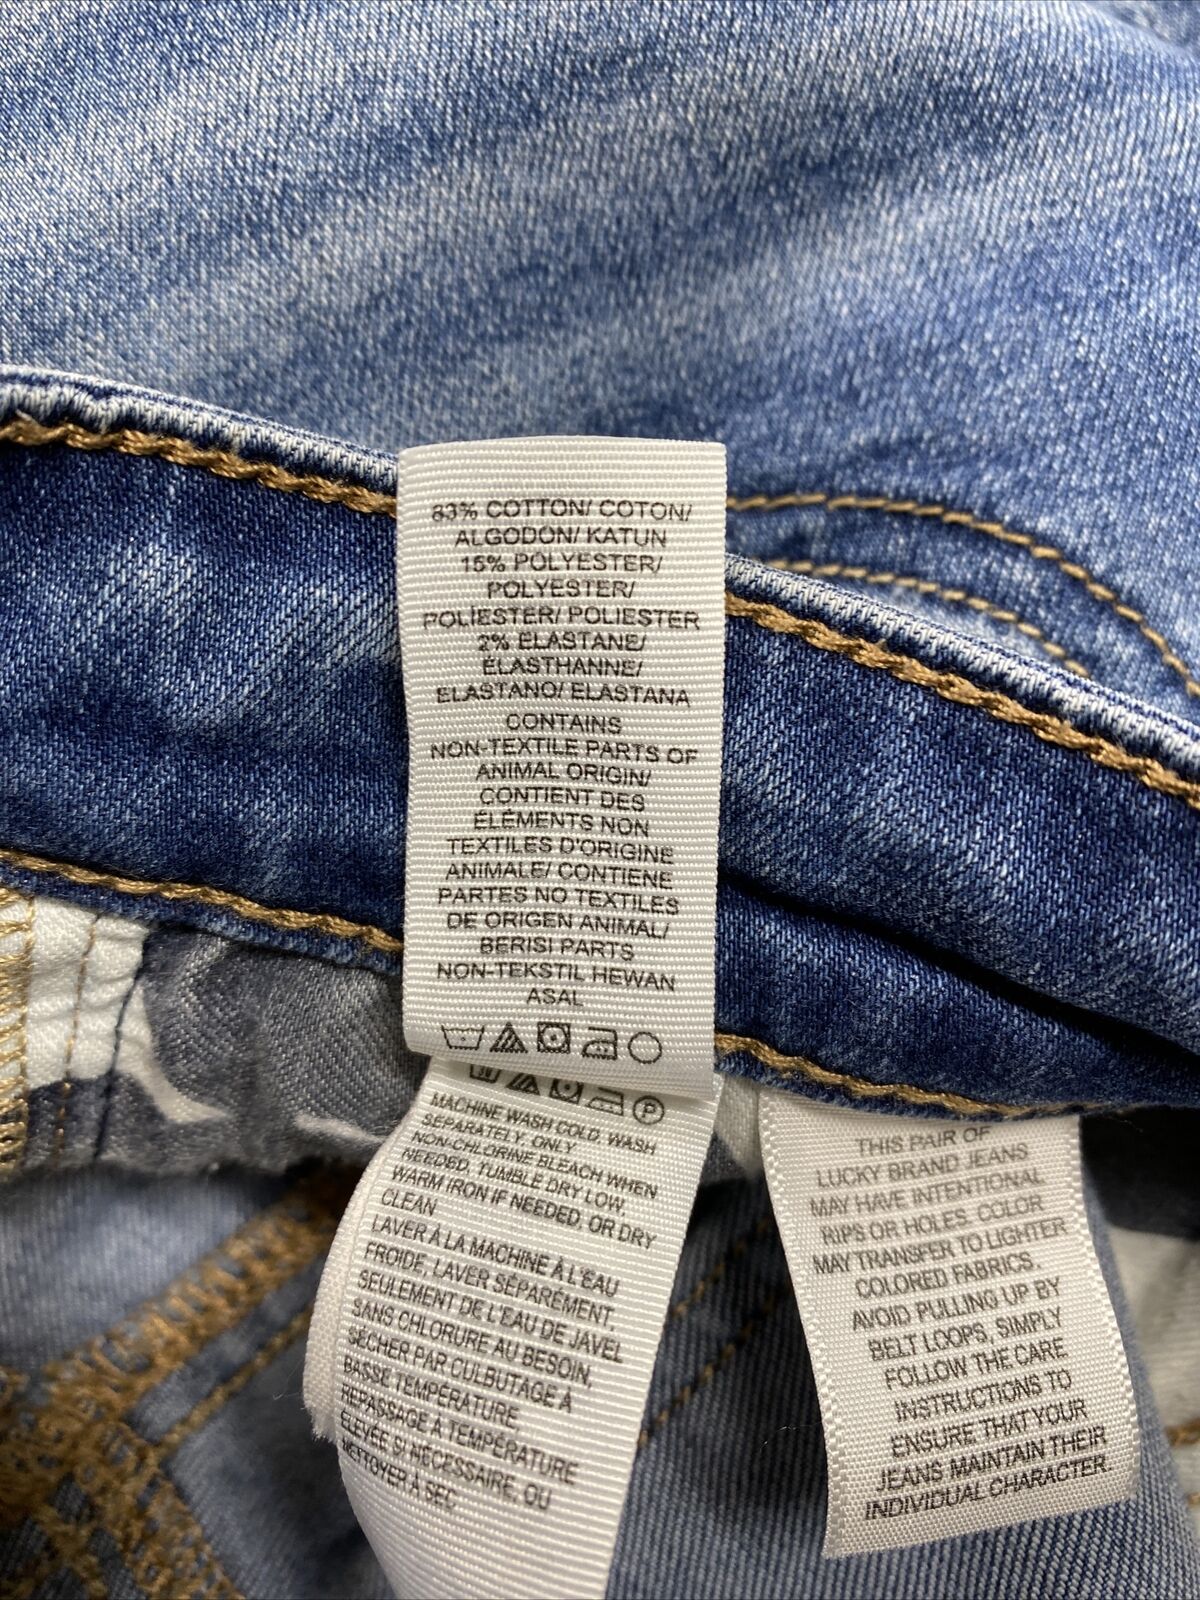 83% COTTON/ COTON/
ALGODON/ KATUN
15% POLYESTER/
POLYESTER/
POLİESTER/ POLIESTER
2% ELASTANE/
ÉLASTHANNE/
ELASTANO/ ELASTANA
CONTAINS
NON-TEXTILE PARTS OF
ANIMAL ORIGIN/
CONTIENT DES
ÉLÉMENTS NON
TEXTILES D'ORIGINE
ANIMALE/ CONTIENE
PARTES NO TEXTILES
DE ORIGEN ANIMAL/
BERISI PARTS
NON-TEKSTIL HEWAN
ASAL
P
MACHINE WASH COLD. WASH
SEPARATELY. ONLY
NON-CHLORINE BLEACH WHEN
NEEDED. TUMBLE DRY LOW.
WARM IRON IF NEEDED. OR DRY
CLEAN
LAVER À LA MACHINE À L'EAU
FROIDE, LAVER SÉPARÉMENT,
SEULEMENT DE L'EAU DE JAVEL
SANS CHLORURE AU BESOIN,
SÉCHER PAR CULBUTAGE À
BASSE TEMPÉRATURE,
REPASSAGE À TEMPÉRATURE
ÉLEVÉE SI NÉCESSAIRE, OU
NETTOYER À SEC
THIS PAIR OF
LUCKY BRAND JEANS
MAY HAVE INTENTIONAL
RIPS OR HOLES. COLOR
MAY TRANSFER TO LIGHTER
COLORED FABRICS.
AVOID PULLING UP BY
BELT LOOPS, SIMPLY
FOLLOW THE CARE
INSTRUCTIONS TO
ENSURE THAT YOUR
JEANS MAINTAIN THEIR
INDIVIDUAL CHARACTER